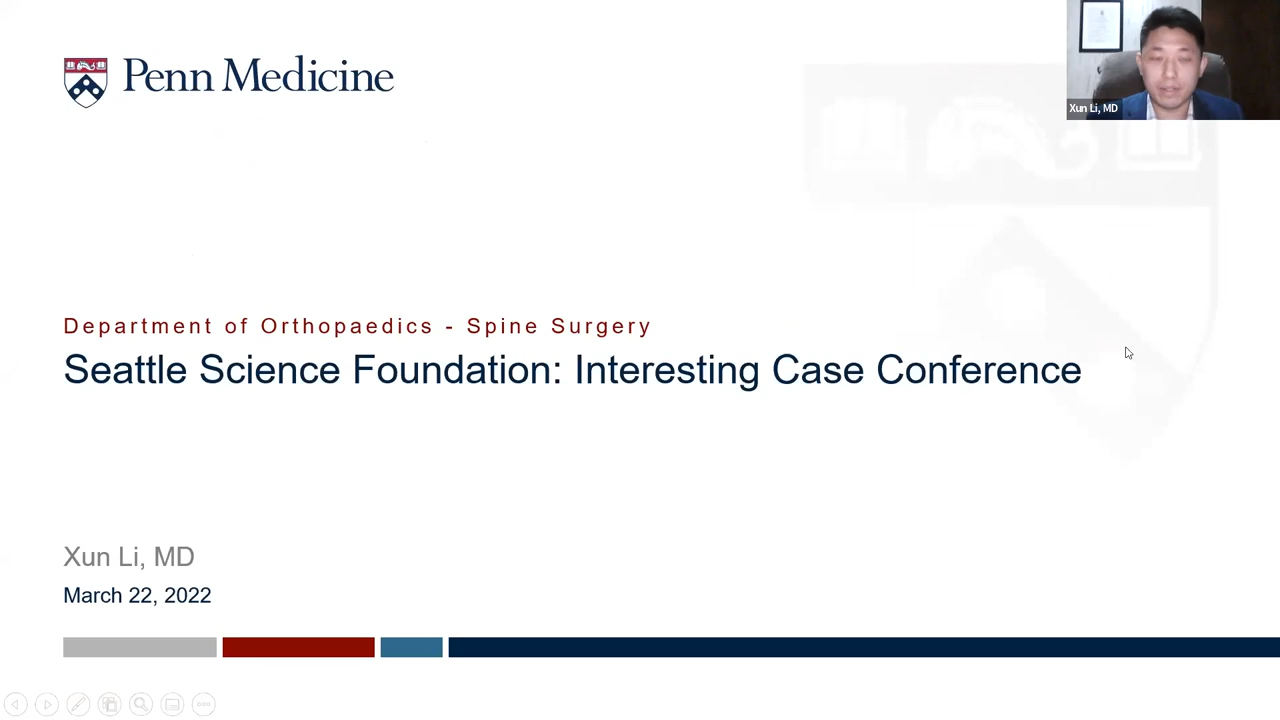 Penn Medicine
Xun Li, MD
Department of Orthopaedics - Spine Surgery
Seattle Science Foundation: Interesting Case Conference
Xun Li, MD
March 22, 2022